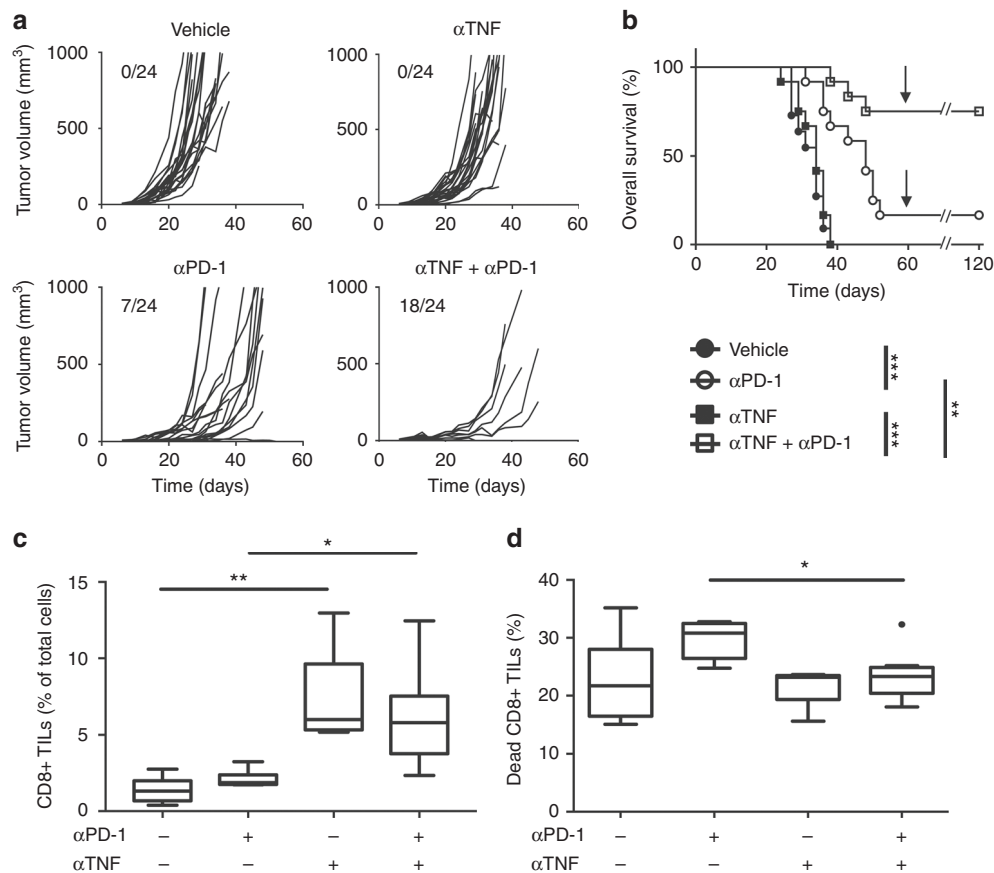 a
Vehicle
αTNF
Tumor volume (mm3)
1000
500
0
0/24
0 20 40 60
1000
500
0
0/24
0 20 40 60
αPD-1
αTNF + αPD-1
Tumor volume (mm3)
1000
500
0
7/24
0 20 40 60
Time (days)
1000
500
0
18/24
0 20 40 60
Time (days)
b
Overall survival (%)
100
50
0
0 20 40 60 120
Time (days)
Vehicle
αPD-1
αTNF
αTNF + αPD-1
***
***
**
c
CD8+ TILs (% of total cells)
15
10
5
0
**
*
αPD-1 – + – +
αTNF – – + +
d
Dead CD8+ TILs (%)
40
30
20
10
0
*
αPD-1 – + – +
αTNF – – + +